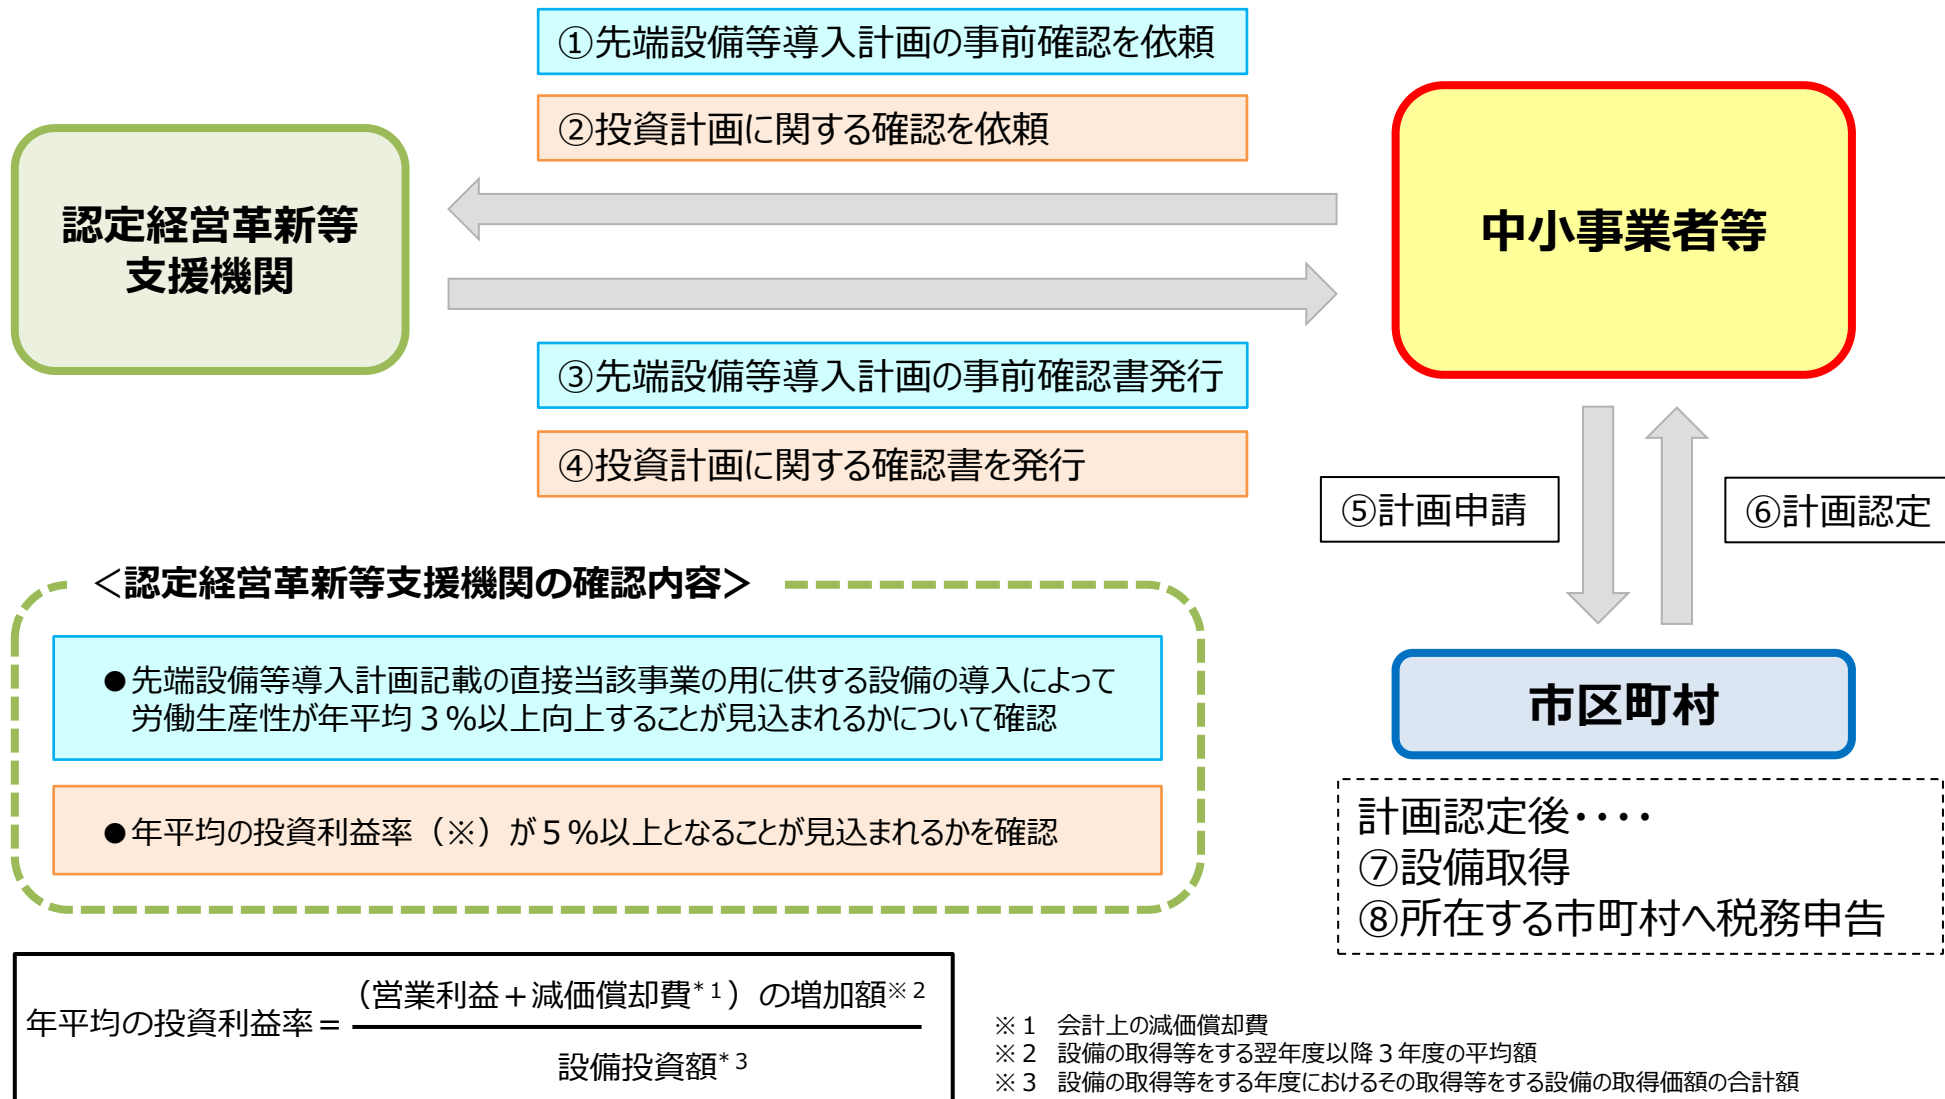 ①先端設備等導入計画の事前確認を依頼
②投資計画に関する確認を依頼
認定経営革新等
支援機関
中小事業者等
③先端設備等導入計画の事前確認書発行
④投資計画に関する確認書を発行
⑤計画申請
⑥計画認定
＜認定経営革新等支援機関の確認内容＞
●先端設備等導入計画記載の直接当該事業の用に供する設備の導入によって
労働生産性が年平均３％以上向上することが見込まれるかについて確認
●年平均の投資利益率（※）が５％以上となることが見込まれるかを確認
市区町村
計画認定後・・・・
⑦設備取得
⑧所在する市町村へ税務申告
（営業利益＋減価償却費*1）の増加額※2
年平均の投資利益率＝
設備投資額*3
※１　会計上の減価償却費
※２　設備の取得等をする翌年度以降３年度の平均額
※３　設備の取得等をする年度におけるその取得等をする設備の取得価額の合計額